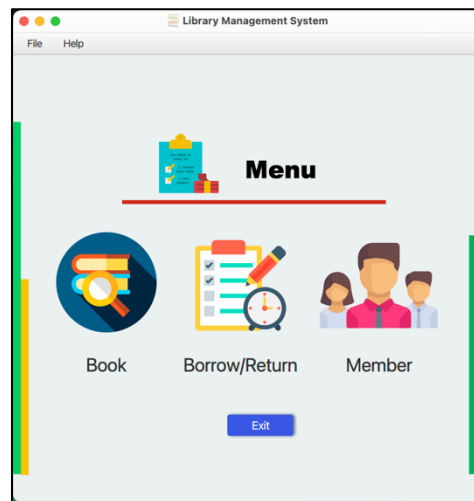 Library Management System
File Help
Menu
Book Borrow/Return Member
Exit